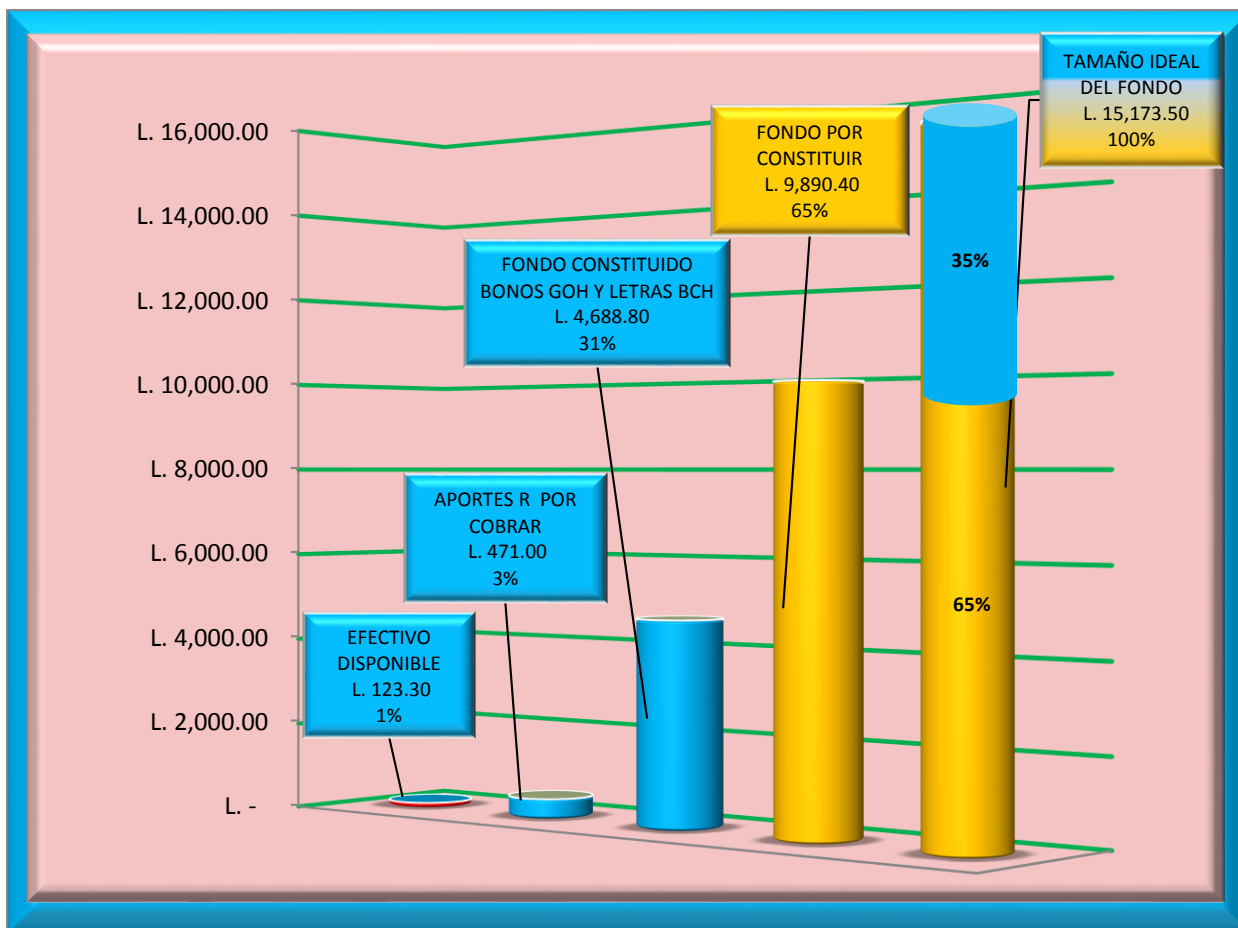 L. 16,000.00
L. 14,000.00
L. 12,000.00
L. 10,000.00
L. 8,000.00
L. 6,000.00
L. 4,000.00
L. 2,000.00
L. -
EFECTIVO
DISPONIBLE
L. 123.30
1%
APORTES R  POR
COBRAR
L. 471.00
3%
FONDO CONSTITUIDO
BONOS GOH Y LETRAS BCH
L. 4,688.80
31%
FONDO POR
CONSTITUIR
L. 9,890.40
65%
TAMAÑO IDEAL
DEL FONDO
L. 15,173.50
100%
35%
65%